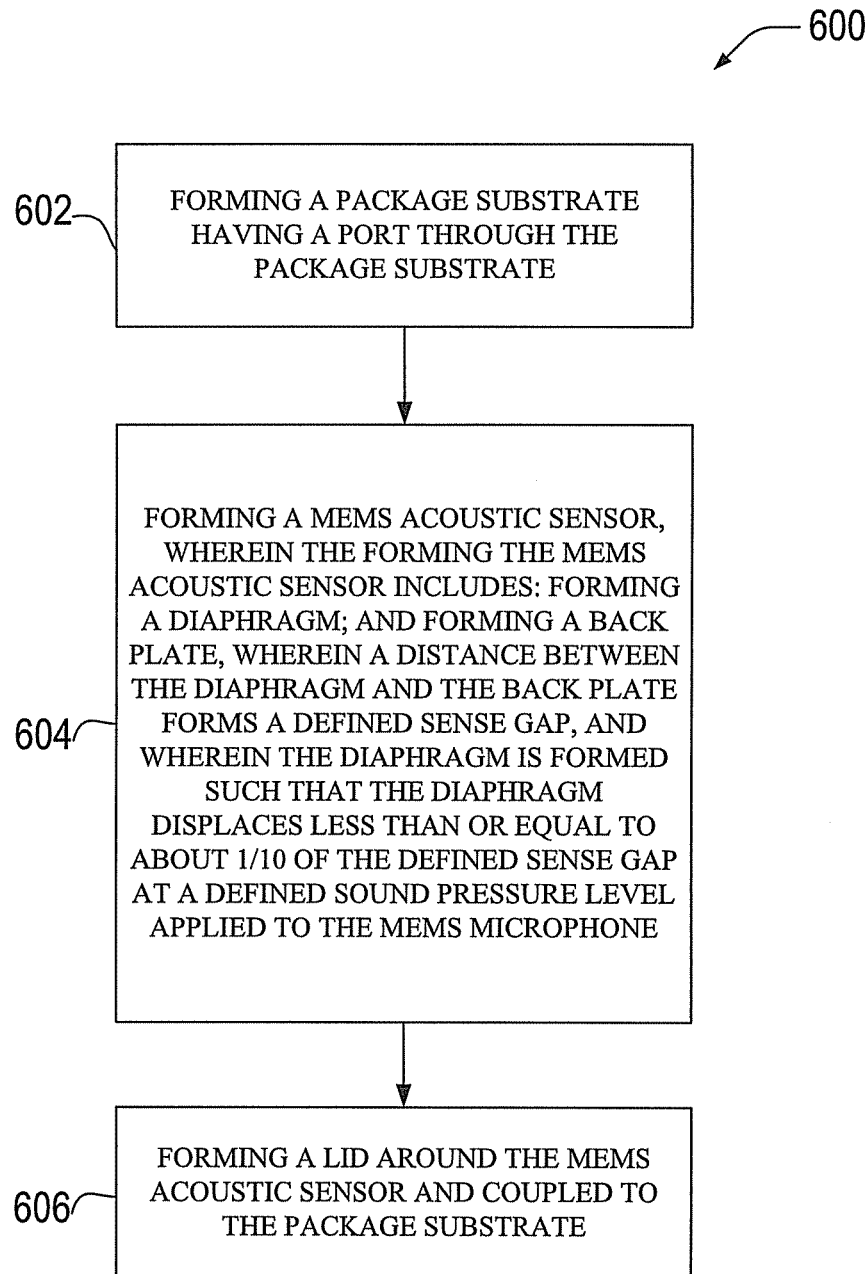 600
602
FORMING A PACKAGE SUBSTRATE
HAVING A PORT THROUGH THE
PACKAGE SUBSTRATE
604
FORMING A MEMS ACOUSTIC SENSOR,
WHEREIN THE FORMING THE MEMS
ACOUSTIC SENSOR INCLUDES: FORMING
A DIAPHRAGM; AND FORMING A BACK
PLATE, WHEREIN A DISTANCE BETWEEN
THE DIAPHRAGM AND THE BACK PLATE
FORMS A DEFINED SENSE GAP, AND
WHEREIN THE DIAPHRAGM IS FORMED
SUCH THAT THE DIAPHRAGM
DISPLACES LESS THAN OR EQUAL TO
ABOUT 1/10 OF THE DEFINED SENSE GAP
AT A DEFINED SOUND PRESSURE LEVEL
APPLIED TO THE MEMS MICROPHONE
606
FORMING A LID AROUND THE MEMS
ACOUSTIC SENSOR AND COUPLED TO
THE PACKAGE SUBSTRATE